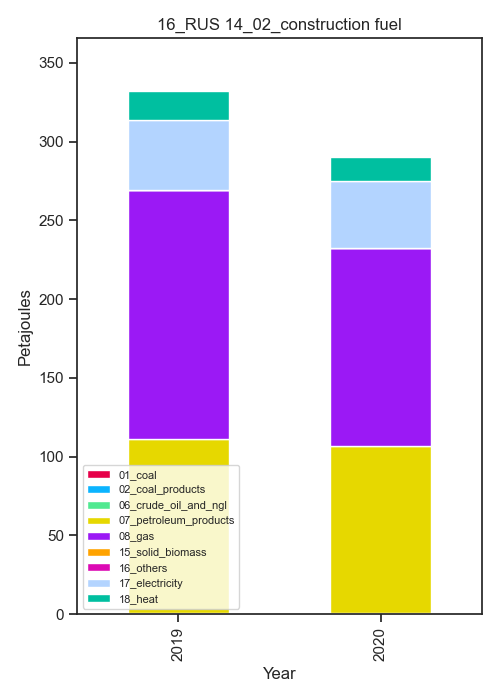 16_RUS 14_02_construction fuel
Petajoules
350
300
250
200
150
100
50
0
01_coal
02_coal_products
06_crude_oil_and_ngl
07_petroleum_products
08_gas
15_solid_biomass
16_others
17_electricity
18_heat
2019
2020
Year